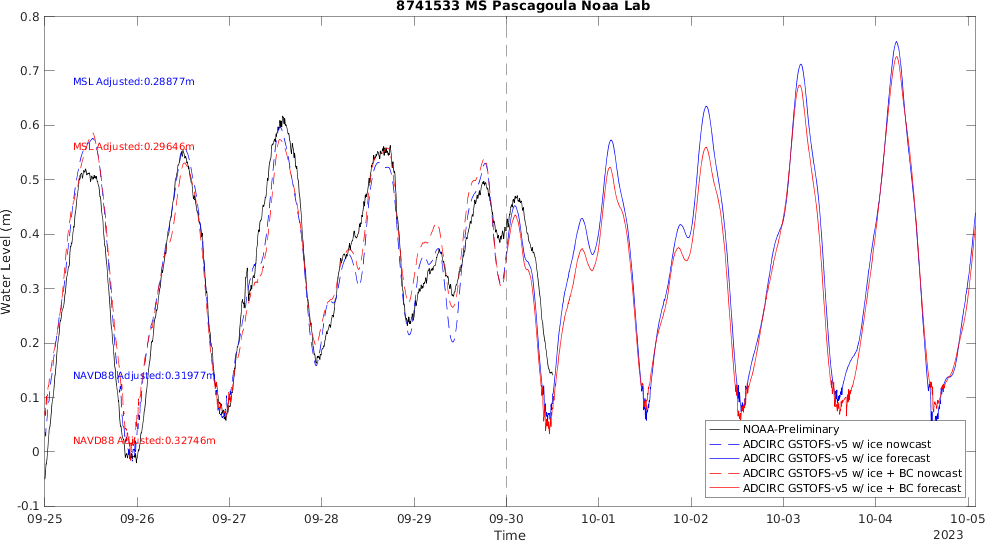 8741533 MS Pascagoula Noaa Lab
0.8
0.7
0.6
0.5
0.4
0.3
0.2
0.1
0
-0.1
Water Level (m)
MSL Adjusted:0.28877m
MSL Adjusted:0.29646m
NAVD88 Adjusted:0.31977m
NAVD88 Adjusted:0.32746m
NOAA-Preliminary
ADCIRC GSTOFS-v5 w/ ice nowcast
ADCIRC GSTOFS-v5 w/ ice forecast
ADCIRC GSTOFS-v5 w/ ice + BC nowcast
ADCIRC GSTOFS-v5 w/ ice + BC forecast
09-25 09-26 09-27 09-28 09-29 09-30 10-01 10-02 10-03 10-04 10-05
Time
2023